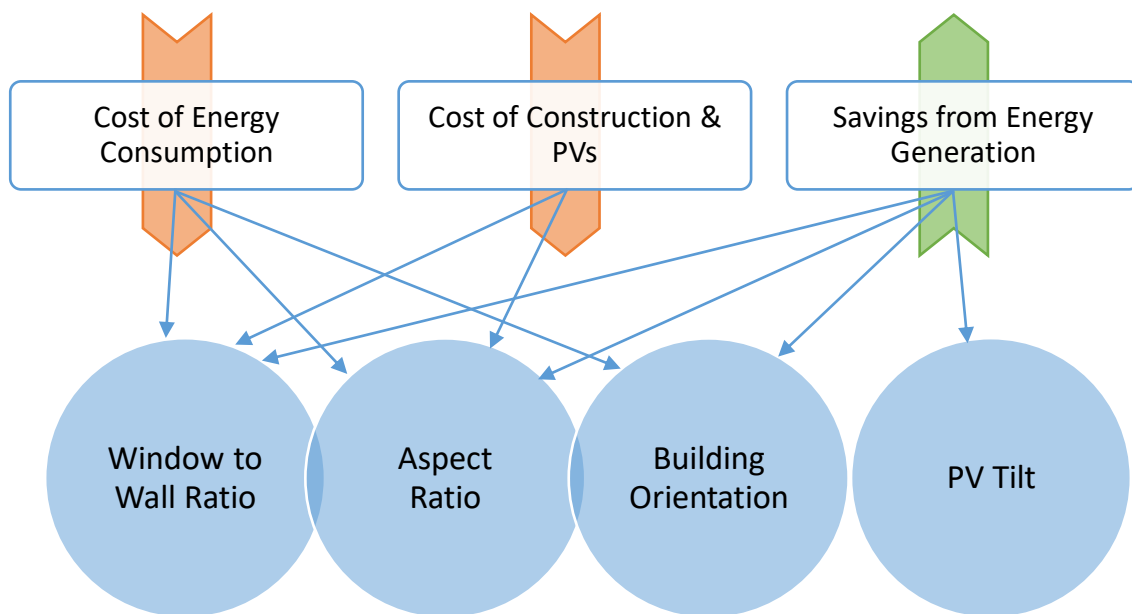 Cost of Energy
Consumption
Cost of Construction &
PVs
Savings from Energy
Generation
Window to
Wall Ratio
Aspect
Ratio
Building
Orientation
PV Tilt